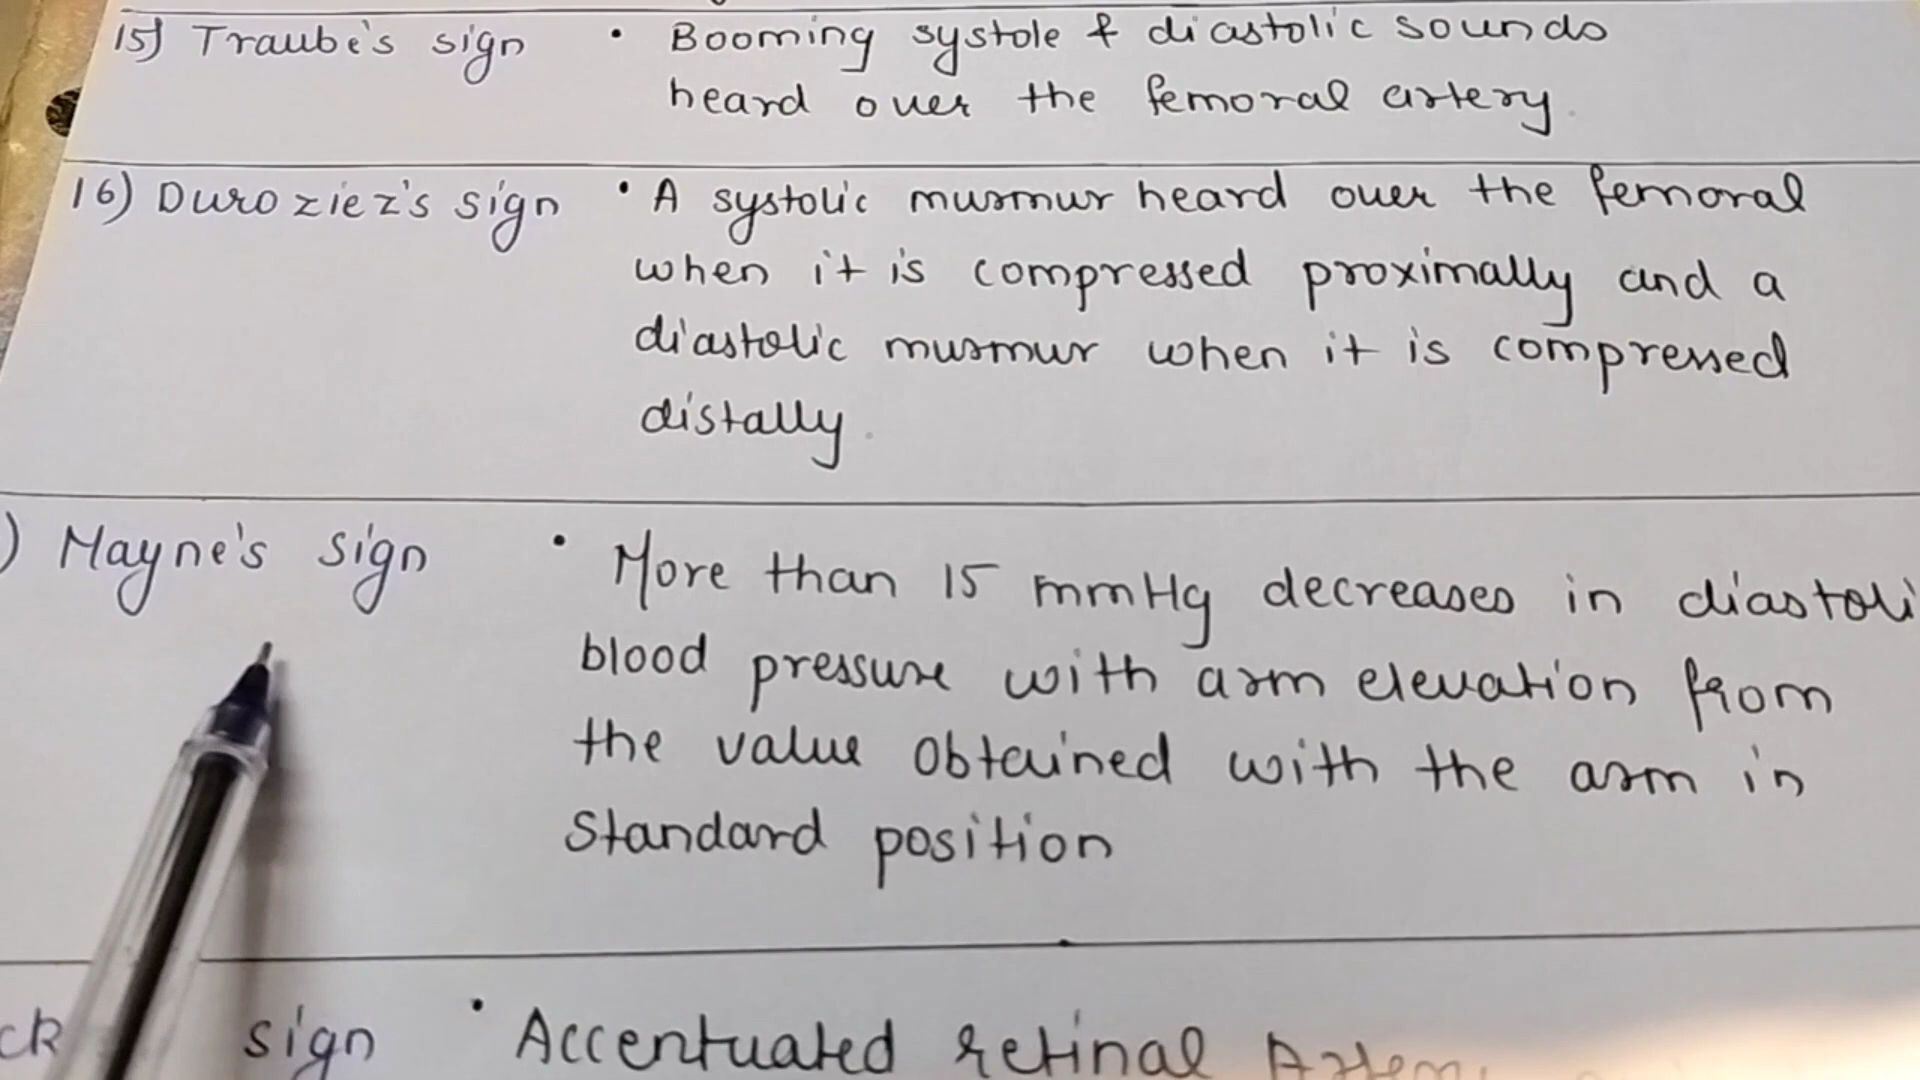 15) Traube's sign • Booming systole & diastolic sounds
heard over the femoral artery.
16) Duroziez's sign • A systolic murmur heard over the femoral
when it is compressed proximally and a
diastolic murmur when it is compressed
distally.
) Mayne's sign • More than 15 mmHg decreases in diastoli
blood pressure with arm elevation from
the value obtained with the arm in
standard position
ck sign • Accentuated retinal Artery